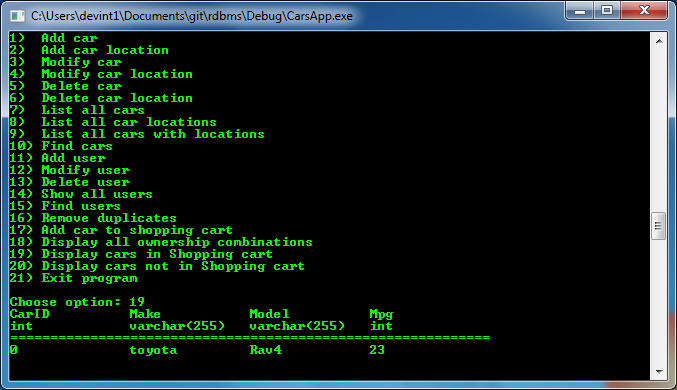 C:\Users\devint1\Documents\git\rdbms\Debug\CarsApp.exe
1)  Add car
2)  Add car location
3)  Modify car
4)  Modify car location
5)  Delete car
6)  Delete car location
7)  List all cars
8)  List all car locations
9)  List all cars with locations
10) Find cars
11) Add user
12) Modify user
13) Delete user
14) Show all users
15) Find users
16) Remove duplicates
17) Add car to shopping cart
18) Display all ownership combinations
19) Display cars in Shopping cart
20) Display cars not in Shopping cart
21) Exit program
Choose option: 19
CarID          Make           Model          Mpg
int            varchar(255)   varchar(255)   int
============================================================
0              toyota         Rav4           23